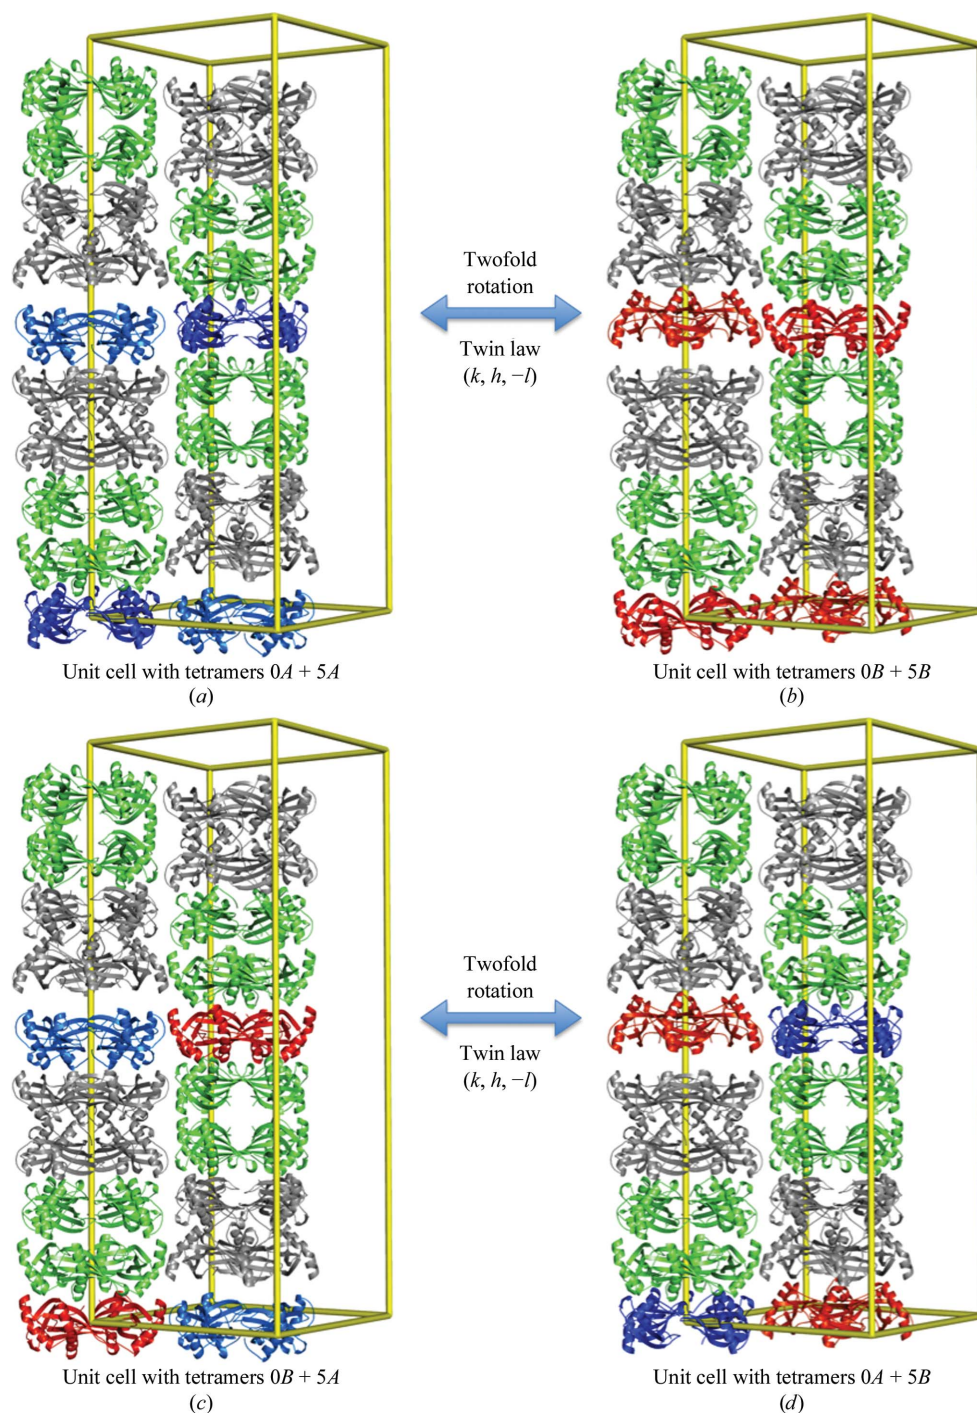 Twofold
rotation
Twin law
(k, h, −l)
Unit cell with tetramers 0A + 5A
(a)
Unit cell with tetramers 0B + 5B
(b)
Twofold
rotation
Twin law
(k, h, −l)
Unit cell with tetramers 0B + 5A
(c)
Unit cell with tetramers 0A + 5B
(d)